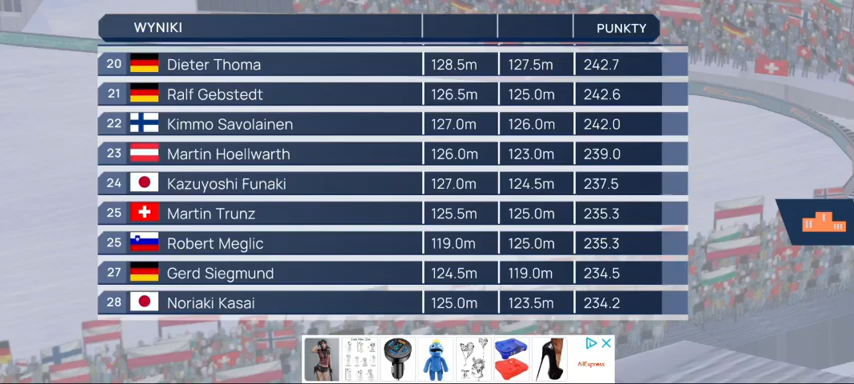 WYNIKI PUNKTY
20 Dieter Thoma 128.5m 127.5m 242.7
21 Ralf Gebstedt 126.5m 125.0m 242.6
22 Kimmo Savolainen 127.0m 126.0m 242.0
23 Martin Hoellwarth 126.0m 123.0m 239.0
24 Kazuyoshi Funaki 127.0m 124.5m 237.5
25 Martin Trunz 125.5m 125.0m 235.3
25 Robert Meglic 119.0m 125.0m 235.3
27 Gerd Siegmund 124.5m 119.0m 234.5
28 Noriaki Kasai 125.0m 123.5m 234.2
AliExpress